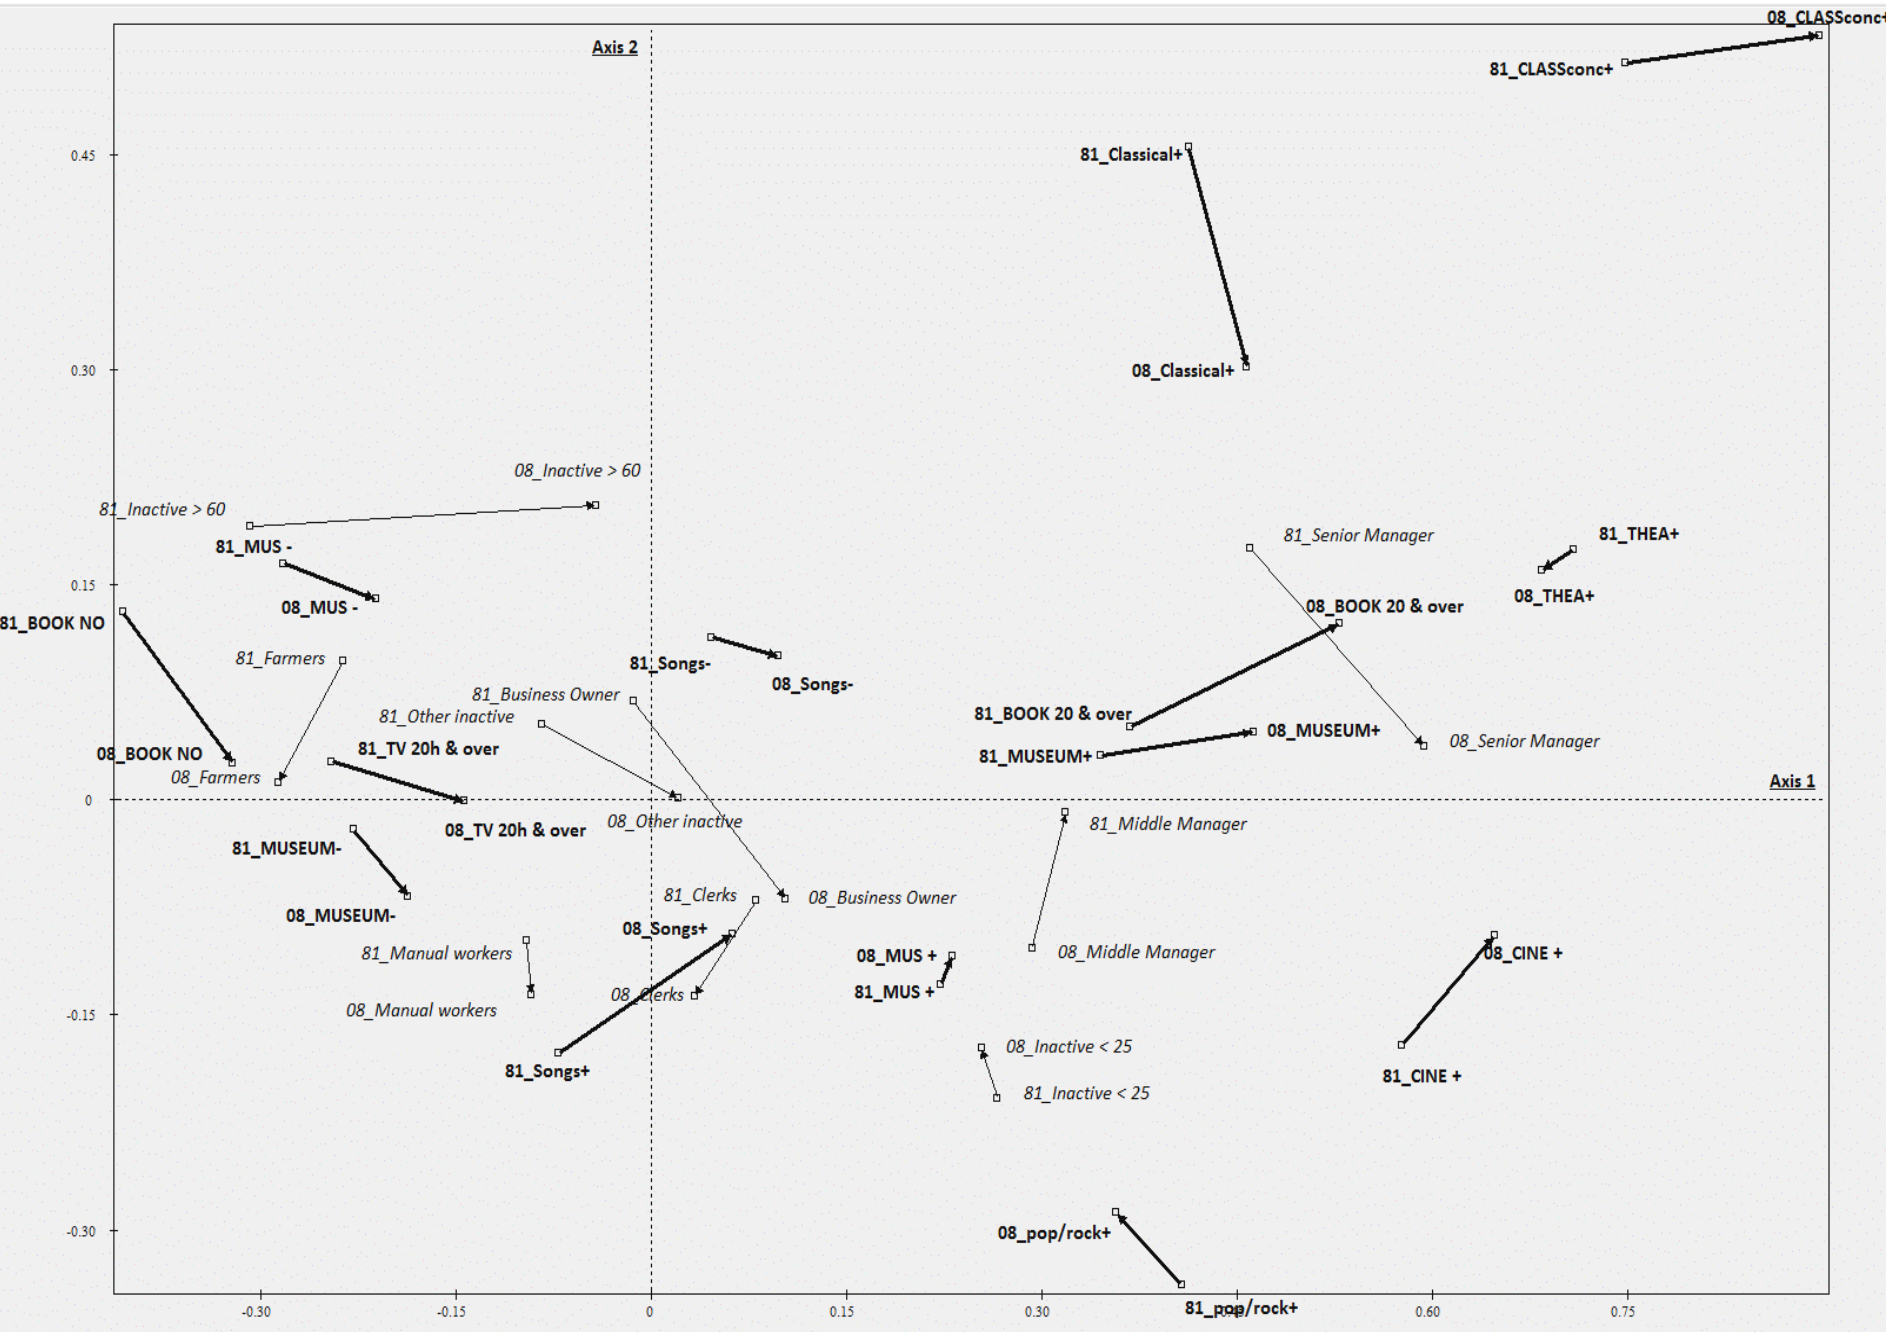 08_CLASSconc+
Axis 2
81_CLASSconc+
0.45
81_Classical+
0.30
08_Classical+
08_Inactive > 60
81_Inactive > 60
81_Senior Manager
81_THEA+
81_MUS -
0.15
08_THEA+
08_MUS -
08_BOOK 20 & over
81_BOOK NO
81_Farmers
81_Songs-
08_Songs-
81_Business Owner
81_Other inactive
81_BOOK 20 & over
08_MUSEUM+
08_Senior Manager
81_TV 20h & over
08_BOOK NO
81_MUSEUM+
08_Farmers
Axis 1
0
08_Other inactive
81_Middle Manager
08_TV 20h & over
81_MUSEUM-
81_Clerks
08_Business Owner
08_MUSEUM-
08_Songs+
81_Manual workers
08_MUS +
08_Middle Manager
08_CINE +
08_Clerks
81_MUS +
08_Manual workers
-0.15
08_Inactive < 25
81_Songs+
81_CINE +
81_Inactive < 25
-0.30
08_pop/rock+
81_pop/rock+
-0.30
-0.15
0
0.15
0.30
0.45
0.60
0.75